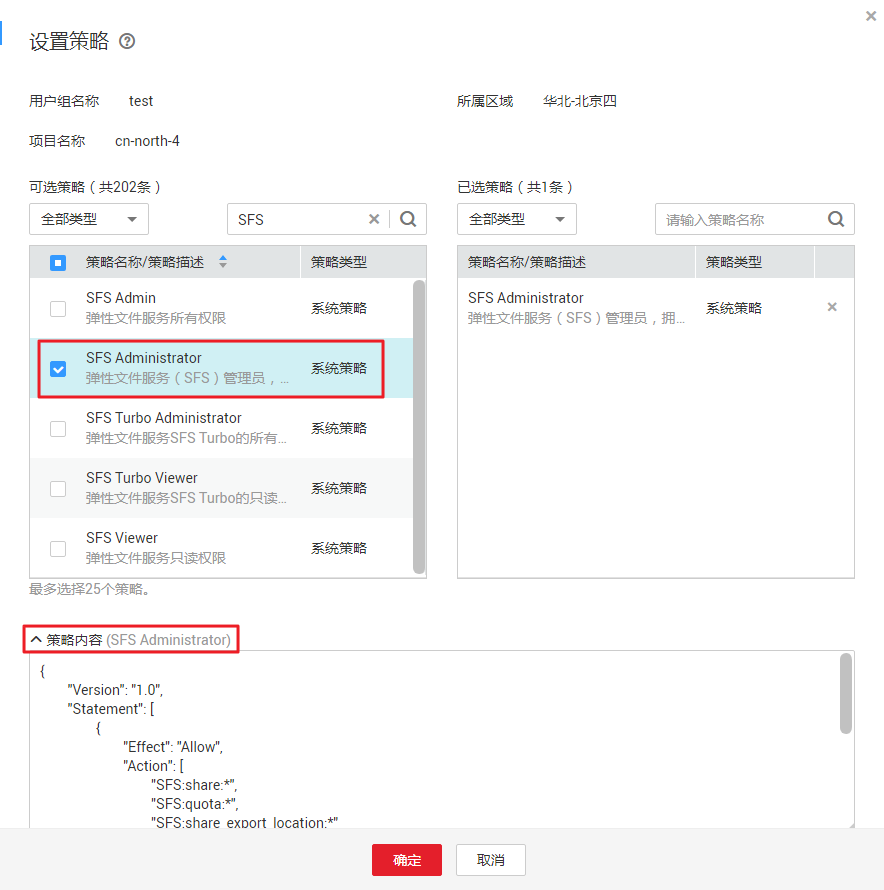 设置策略 ?
用户组名称 test 所属区域 华北-北京四
项目名称 cn-north-4
可选策略（共202条） 已选策略（共1条）
全部类型 SFS 全部类型 请输入策略名称
策略名称/策略描述 策略类型 策略名称/策略描述 策略类型
SFS Admin
弹性文件服务所有权限 系统策略
SFS Administrator
弹性文件服务（SFS）管理员，拥... 系统策略
SFS Administrator
弹性文件服务（SFS）管理员，... 系统策略
SFS Turbo Administrator
弹性文件服务SFS Turbo的所有... 系统策略
SFS Turbo Viewer
弹性文件服务SFS Turbo的只读... 系统策略
SFS Viewer
弹性文件服务只读权限 系统策略
最多选择25个策略。
策略内容 (SFS Administrator)
{
"Version": "1.0",
"Statement": [
{
"Effect": "Allow",
"Action": [
"SFS:share:*",
"SFS:quota:*",
"SFS:share_export_location:*"
确定 取消